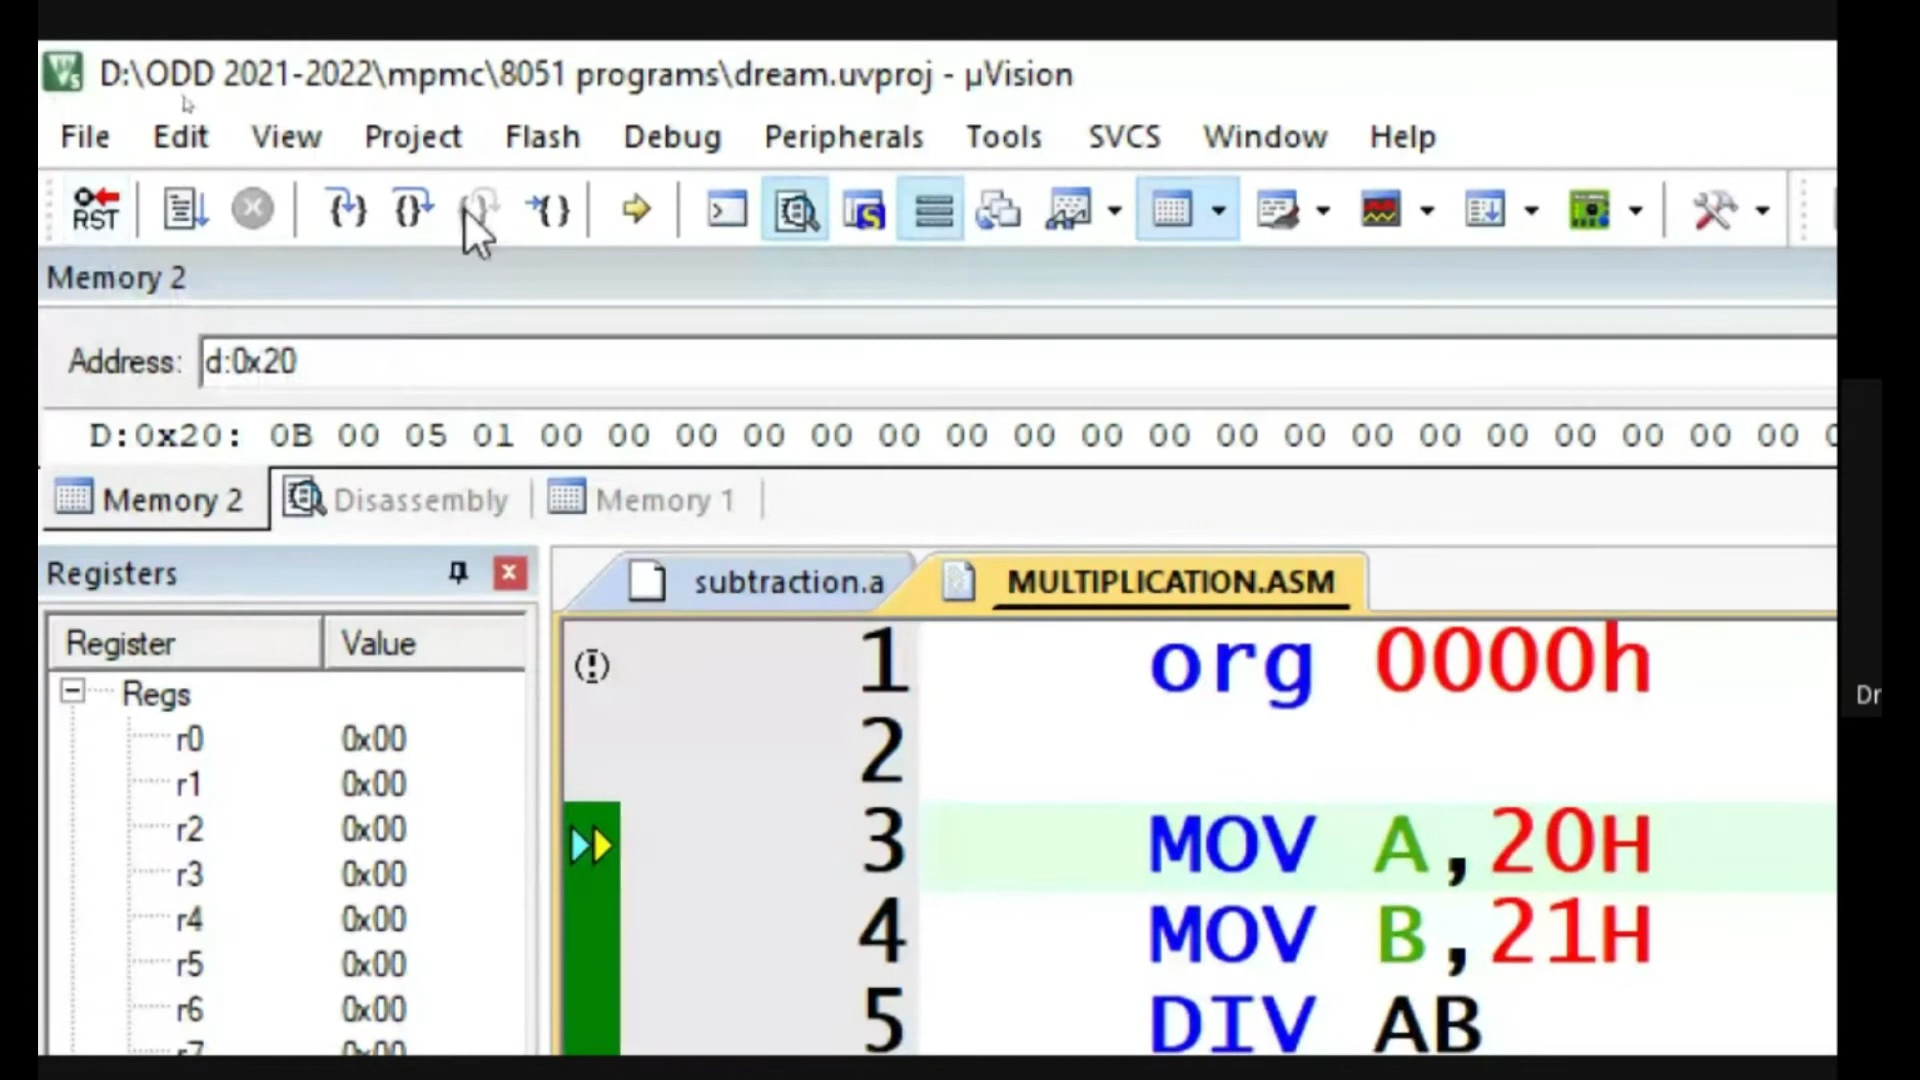 D:\ODD 2021-2022\mpmc\8051 programs\dream.uvproj - µVision
File Edit View Project Flash Debug Peripherals Tools SVCS Window Help
RST
Memory 2
Address: d:0x20
D:0x20: 0B 00 05 01 00 00 00 00 00 00 00 00 00 00 00 00 00 00 00 00 00 00 00
Memory 2 Disassembly Memory 1
Registers
subtraction.a MULTIPLICATION.ASM
Register Value
Regs
r0 0x00
r1 0x00
r2 0x00
r3 0x00
r4 0x00
r5 0x00
r6 0x00
1 org 0000h
2
3 MOV A,20H
4 MOV B,21H
5 DIV AB
Dr